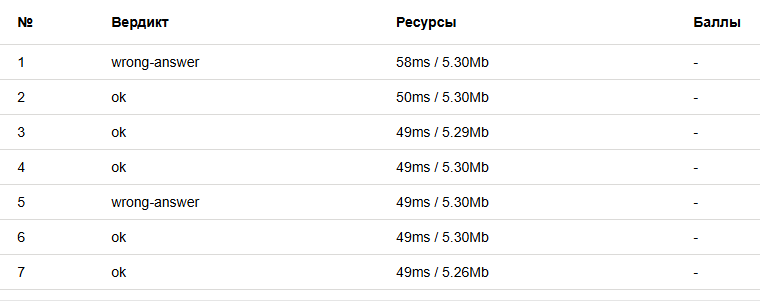 № Вердикт Ресурсы Баллы
1 wrong-answer 58ms / 5.30Mb -
2 ok 50ms / 5.30Mb -
3 ok 49ms / 5.29Mb -
4 ok 49ms / 5.30Mb -
5 wrong-answer 49ms / 5.30Mb -
6 ok 49ms / 5.30Mb -
7 ok 49ms / 5.26Mb -